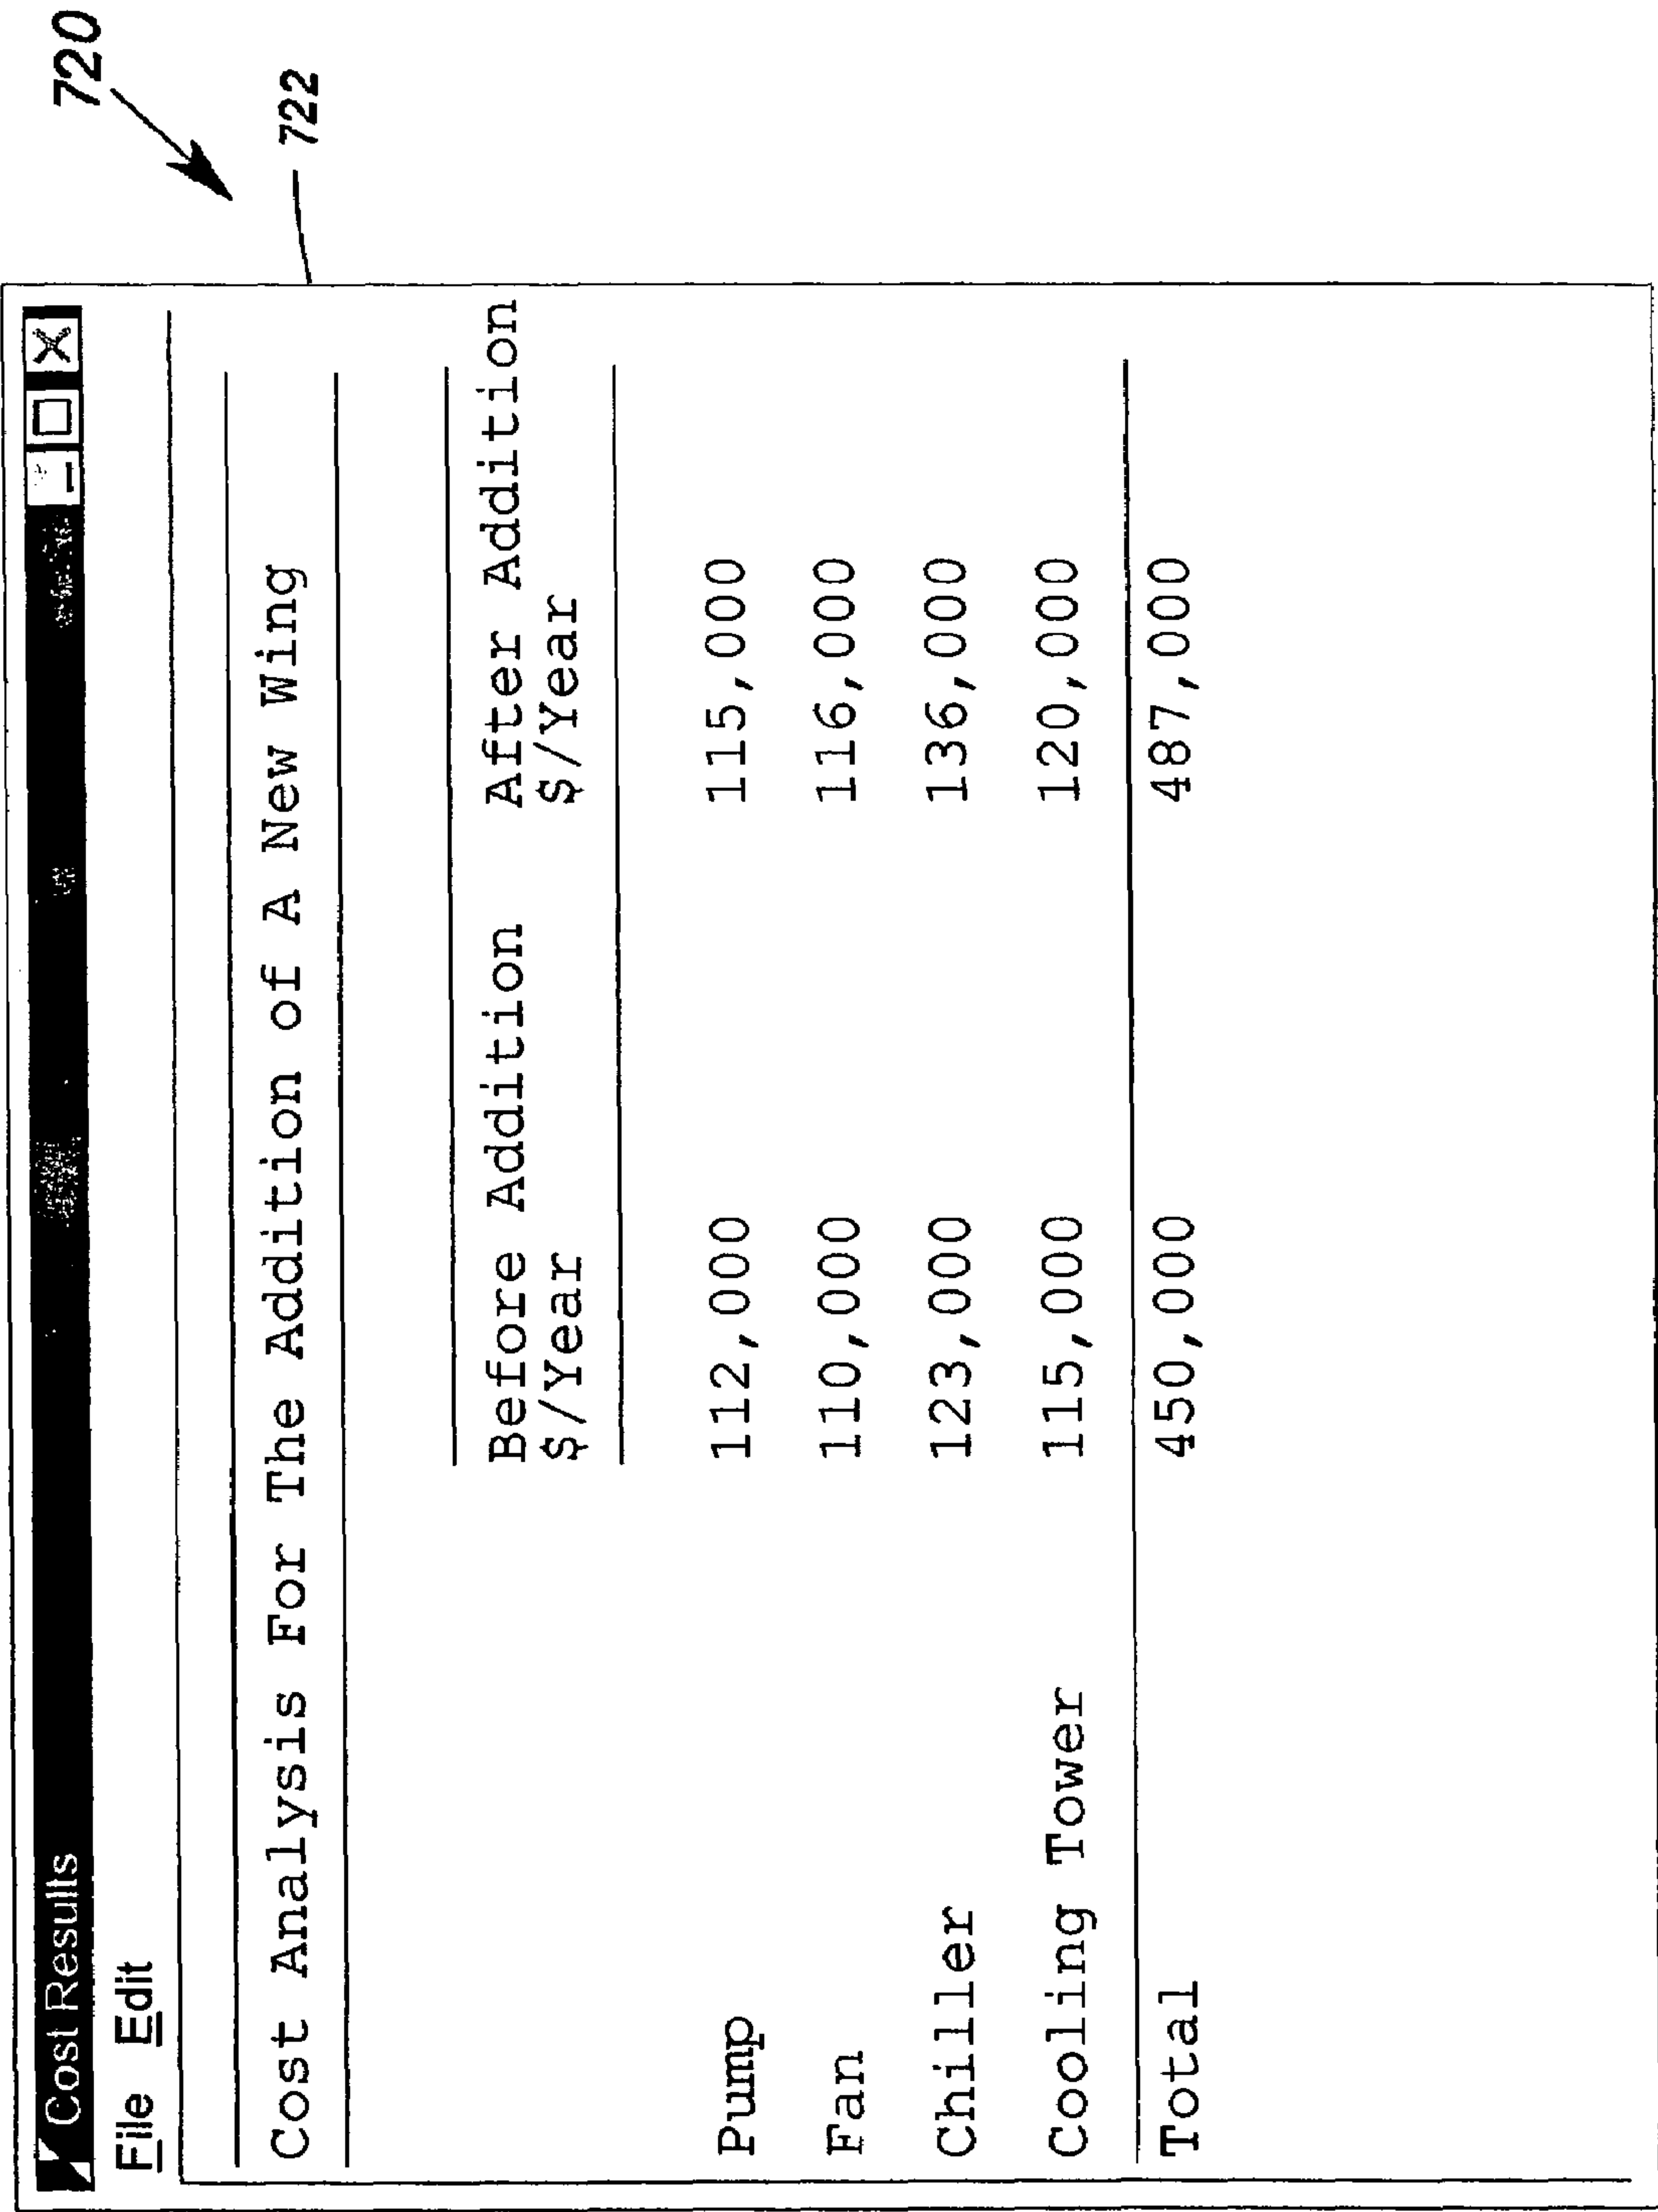 720
722
Cost Results
File Edit
Cost Analysis For The Addition of A New Wing
Before Addition After Addition
$/Year $/Year
Pump 112,000 115,000
Fan 110,000 116,000
Chiller 123,000 136,000
Cooling Tower 115,000 120,000
Total 450,000 487,000